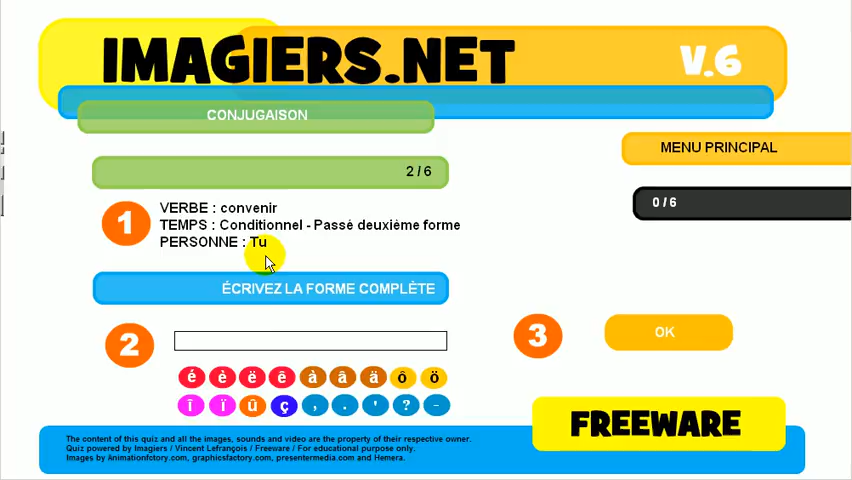 IMAGIERS.NET
V.6
CONJUGAISON
MENU PRINCIPAL
2 / 6
0 / 6
1
VERBE : convenir
TEMPS : Conditionnel - Passé deuxième forme
PERSONNE : Tu
ÉCRIVEZ LA FORME COMPLÈTE
2
3
OK
é è ë ê à â ä ô ö
î ï û ç , . ' ? -
FREEWARE
The content of this quiz and all the images, sounds and video are the property of their respective owner.
Quiz powered by Imagiers / Vincent Lefrançois / Freeware / For educational purpose only.
Images by Animationfctory.com, graphicsfactory.com, presentermedia.com and Hemera.